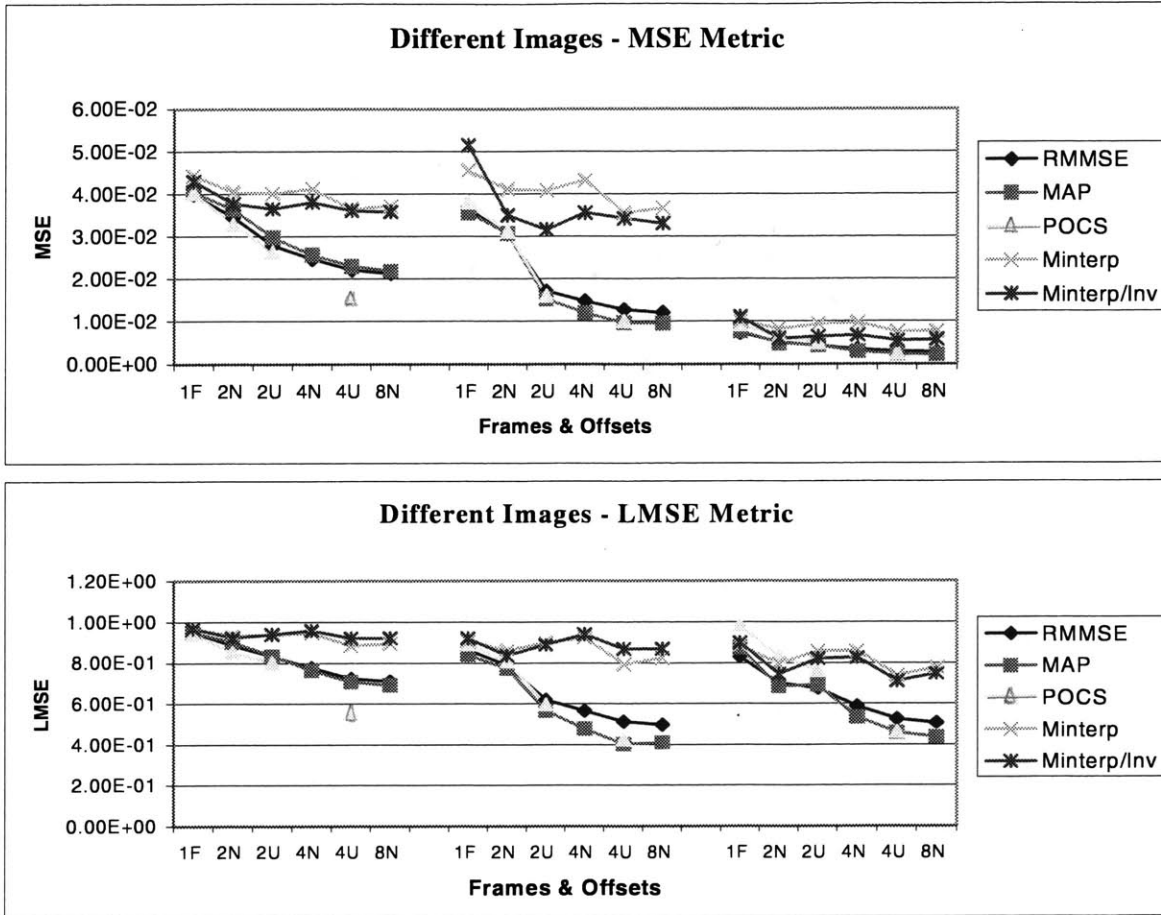 Different Images - MSE Metric
6.00E-02
5.00E-02
4.00E-02
3.00E-02
2.00E-02
1.00E-02
0.00E+00
MSE
1F 2N 2U 4N 4U 8N 1F 2N 2U 4N 4U 8N 1F 2N 2U 4N 4U 8N
Frames & Offsets
RMMSE
MAP
POCS
Minterp
Minterp/Inv
Different Images - LMSE Metric
1.20E+00
1.00E+00
8.00E-01
6.00E-01
4.00E-01
2.00E-01
0.00E+00
LMSE
1F 2N 2U 4N 4U 8N 1F 2N 2U 4N 4U 8N 1F 2N 2U 4N 4U 8N
Frames & Offsets
RMMSE
MAP
POCS
Minterp
Minterp/Inv